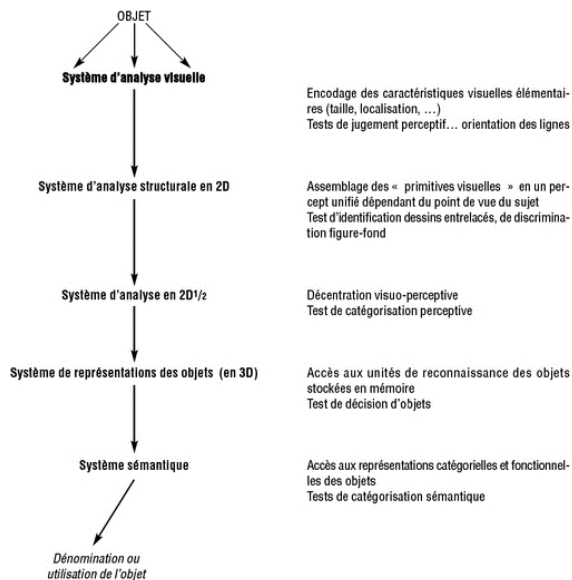 OBJET
Système d'analyse visuelle
Encodage des caractéristiques visuelles élémentai-
res (taille, localisation, ...)
Tests de jugement perceptif... orientation des lignes
Système d'analyse structurale en 2D
Assemblage des « primitives visuelles » en un per-
cept unifié dépendant du point de vue du sujet
Test d'identification dessins entrelacés, de discrimina-
tion figure-fond
Système d'analyse en 2D1/2
Décentration visuo-perceptive
Test de catégorisation perceptive
Système de représentations des objets (en 3D)
Accès aux unités de reconnaissance des objets
stockées en mémoire
Test de décision d'objets
Système sémantique
Accès aux représentations catégorielles et fonctionnel-
les des objets
Tests de catégorisation sémantique
Dénomination ou
utilisation de l'objet